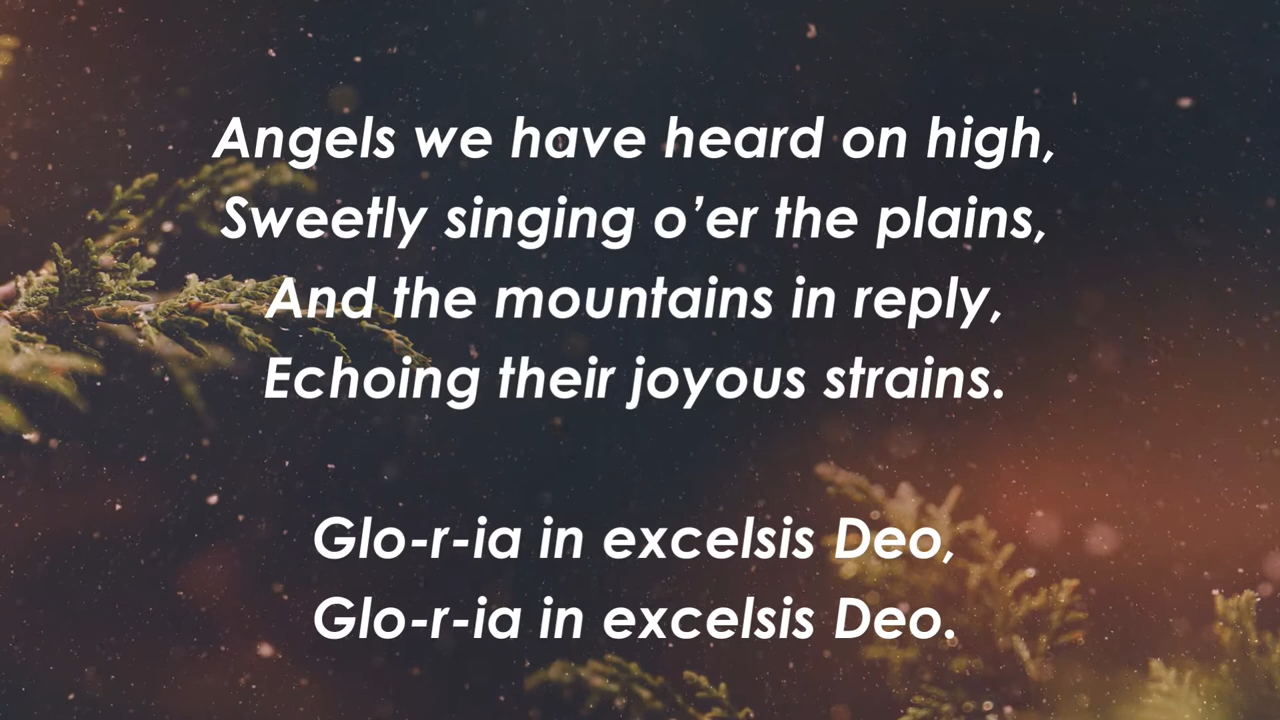 Angels we have heard on high,
Sweetly singing o’er the plains,
And the mountains in reply,
Echoing their joyous strains.
Glo-r-ia in excelsis Deo,
Glo-r-ia in excelsis Deo.